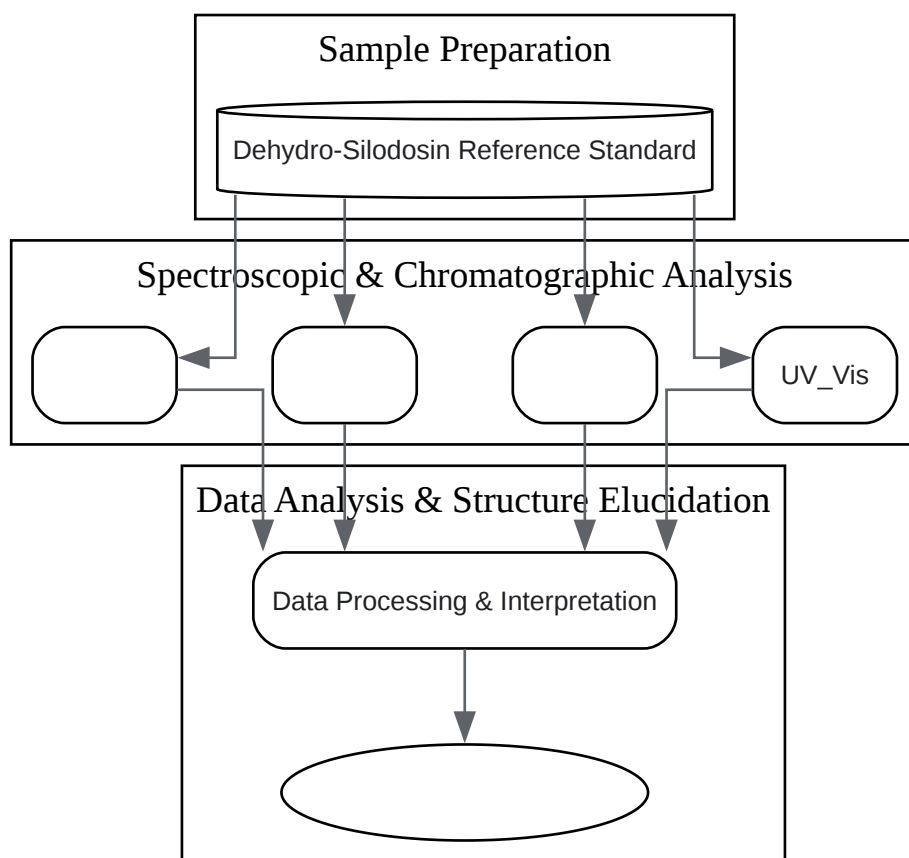 Sample Preparation
Dehydro-Silodosin Reference Standard
Spectroscopic & Chromatographic Analysis
UV_Vis
Data Analysis & Structure Elucidation
Data Processing & Interpretation